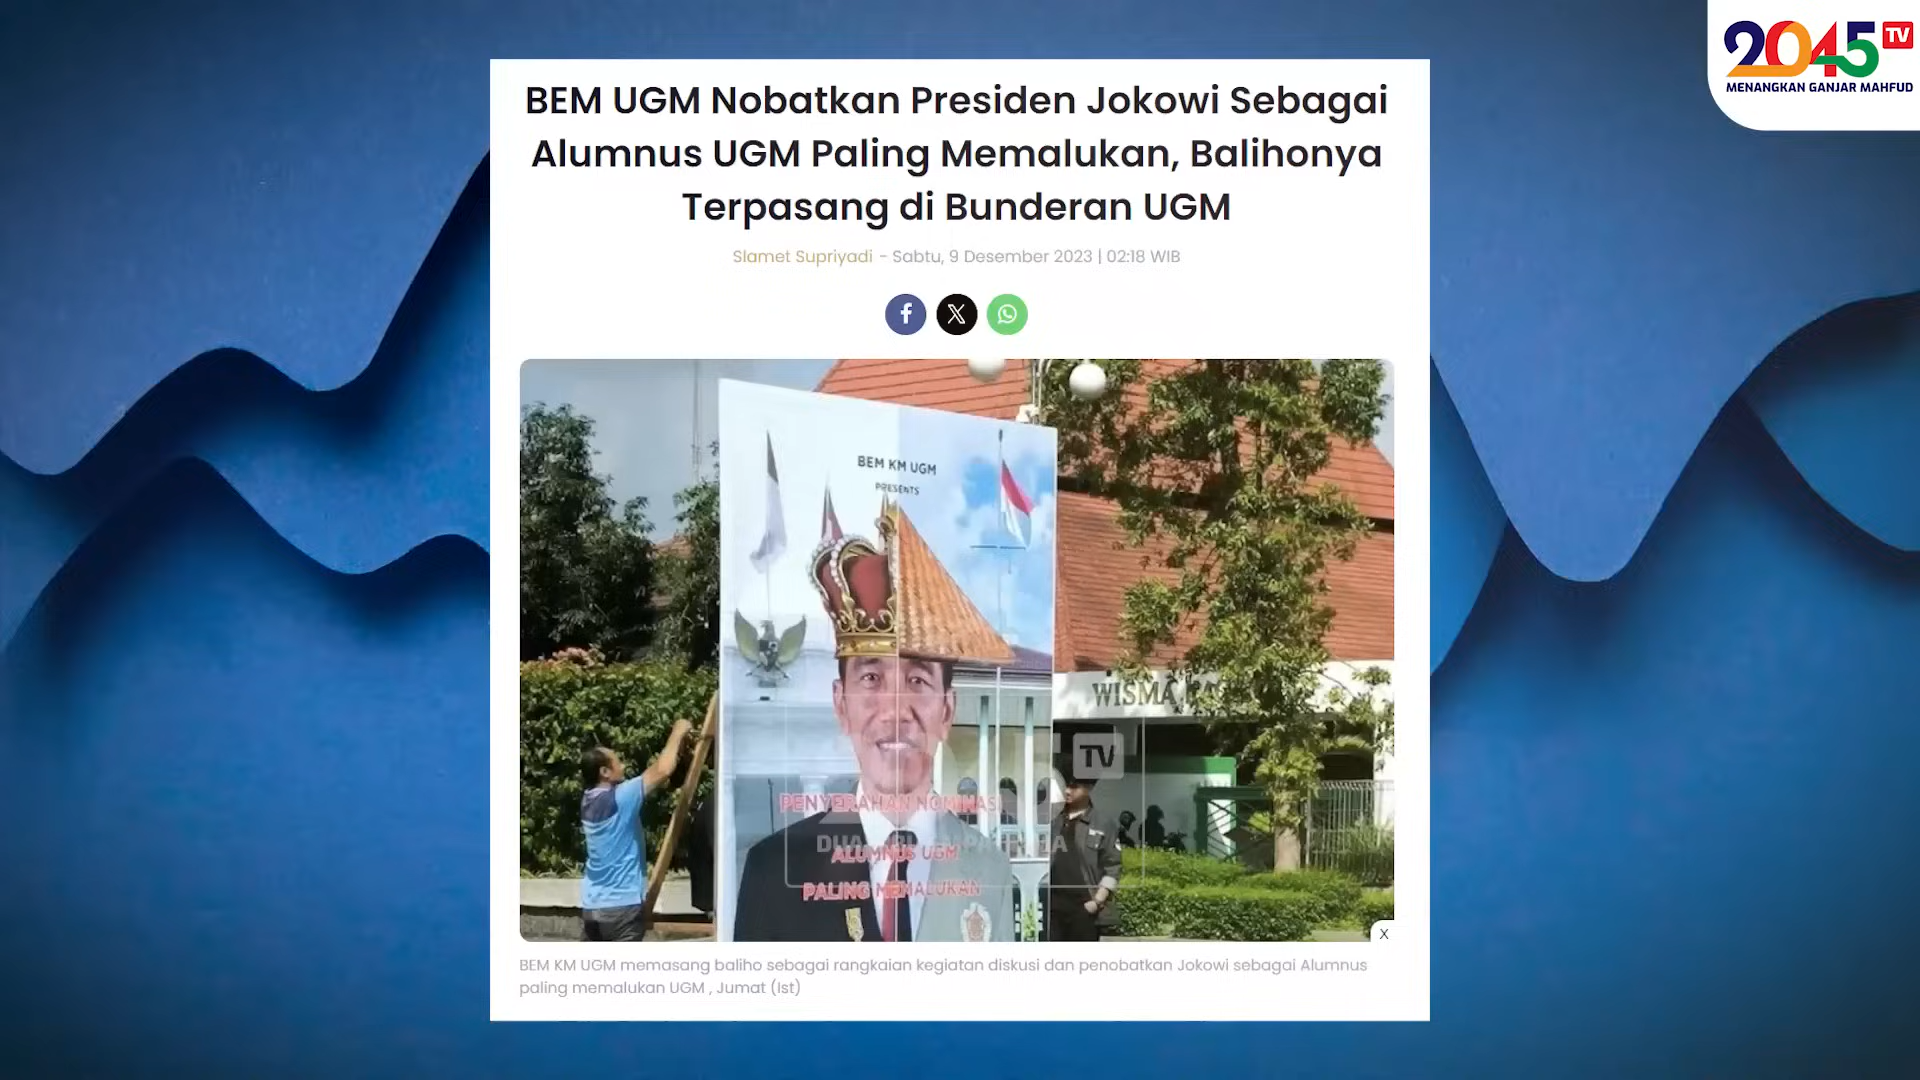 2045 TV
MENANGKAN GANJAR MAHFUD
BEM UGM Nobatkan Presiden Jokowi Sebagai
Alumnus UGM Paling Memalukan, Balihonya
Terpasang di Bunderan UGM
Slamet Supriyadi - Sabtu, 9 Desember 2023 | 02:18 WIB
BEM KM UGM
PRESENTS
WISMA
TV
PENYERAHAN NOMINASI
ALUMNUS UGM
PALING MEMALUKAN
X
BEM KM UGM memasang baliho sebagai rangkaian kegiatan diskusi dan penobatkan Jokowi sebagai Alumnus
paling memalukan UGM , Jumat (Ist)